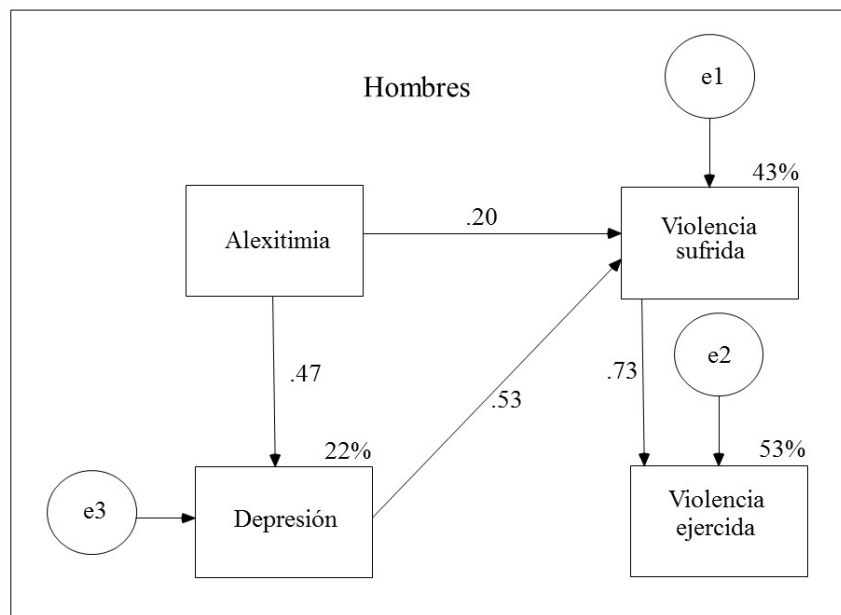 Hombres
e1
43%
Alexitimia
.20
Violencia
sufrida
.47
.53
.73
e2
22%
53%
e3
Depresión
Violencia
ejercida